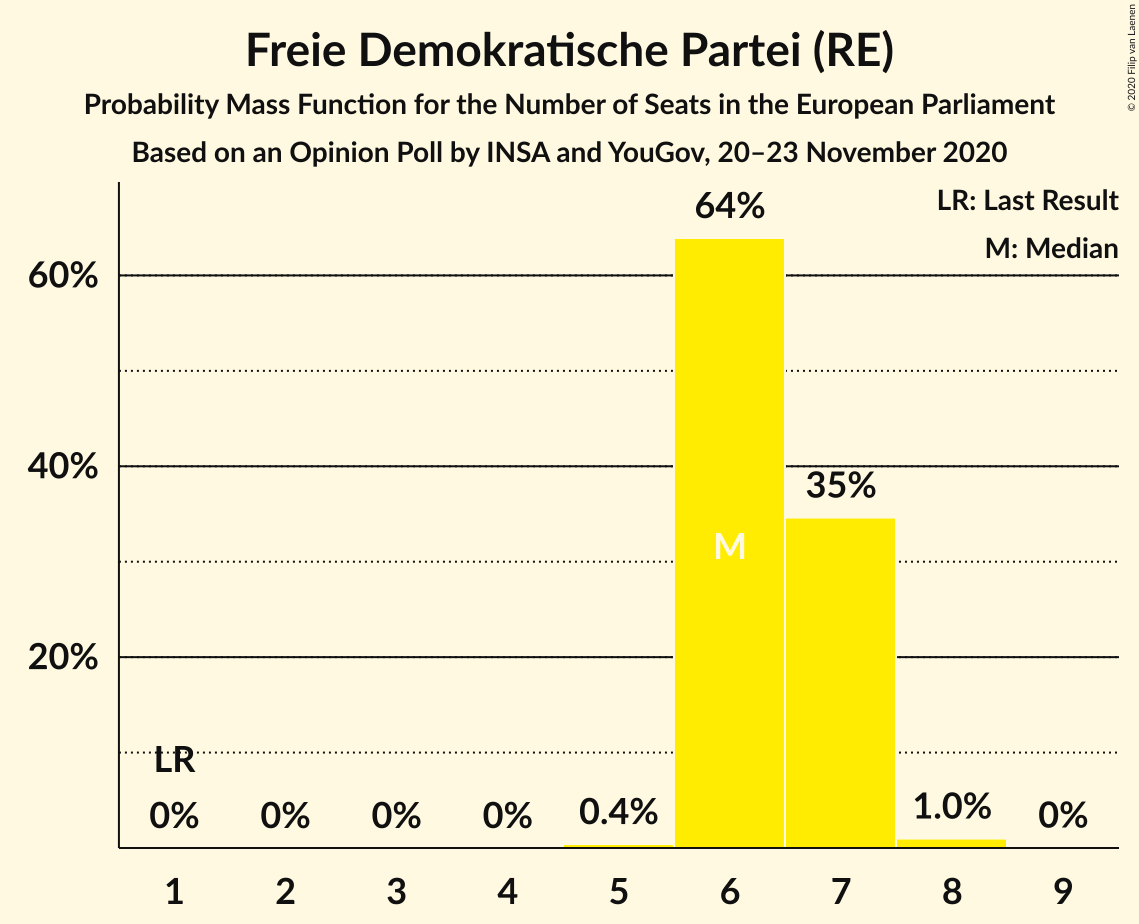 Freie Demokratische Partei (RE)
Probability Mass Function for the Number of Seats in the European Parliament
Based on an Opinion Poll by INSA and YouGov, 20–23 November 2020
© 2020 Filip van Laenen
LR: Last Result
M: Median
64%
60%
40%
35%
M
20%
LR
0% 0% 0% 0% 0.4% 1.0% 0%
1 2 3 4 5 6 7 8 9